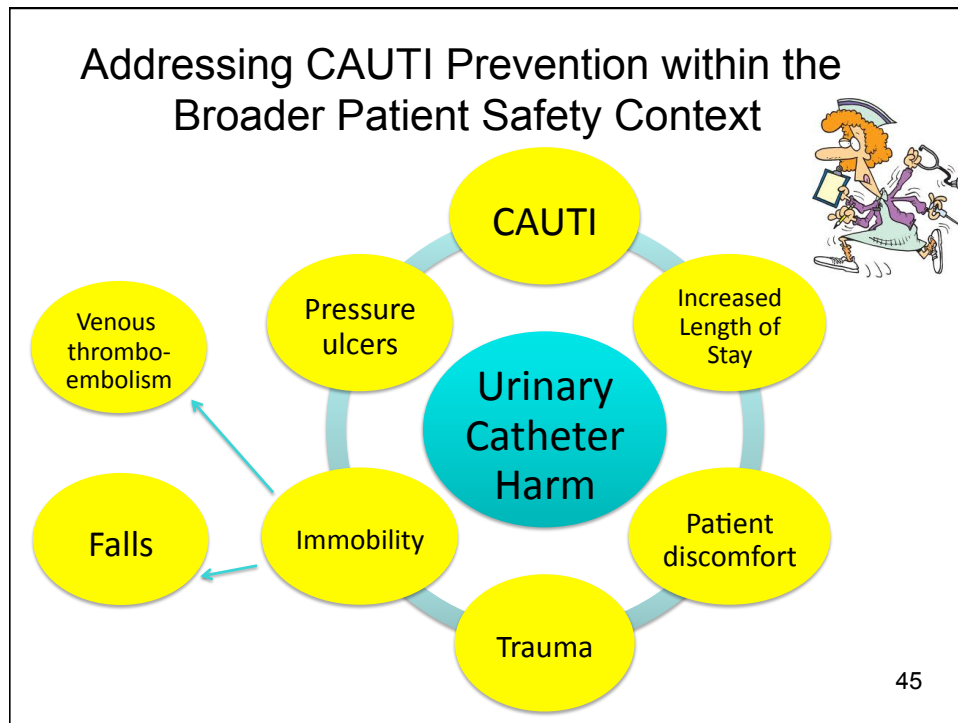 Addressing CAUTI Prevention within the
Broader Patient Safety Context
CAUTI
Increased
Length of
Stay
Patient
discomfort
Trauma
Immobility
Pressure
ulcers
Urinary
Catheter
Harm
Venous
thrombo-
embolism
Falls
45